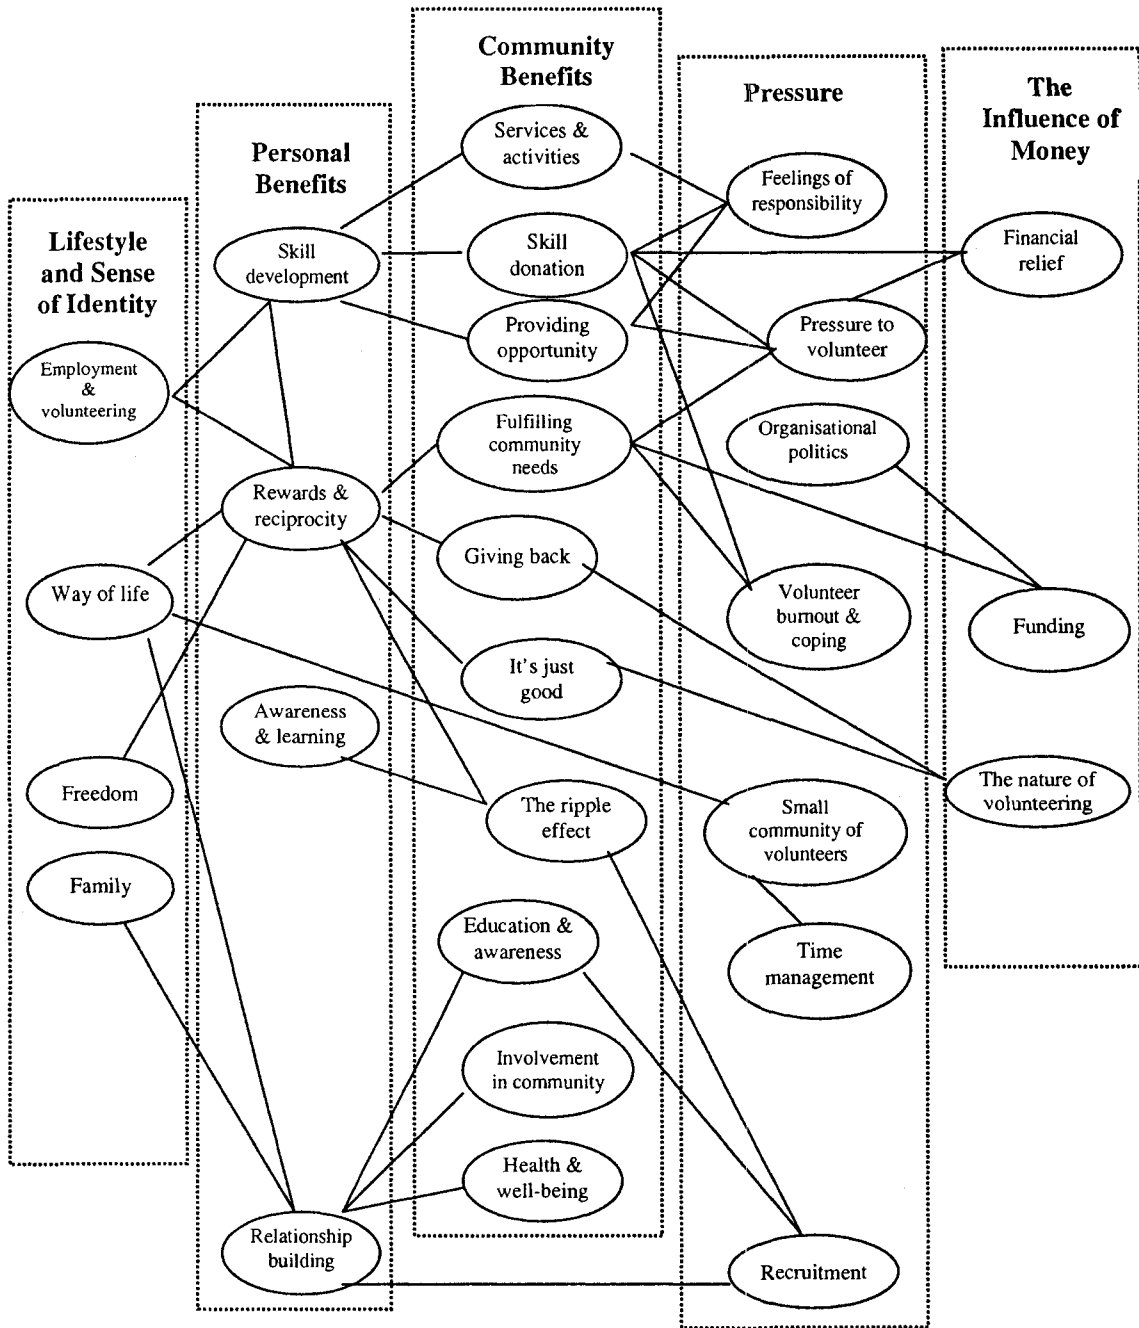 Lifestyle
and Sense
of Identity
Employment
&
volunteering
Way of life
Freedom
Family
Personal
Benefits
Skill
development
Rewards &
reciprocity
Awareness
& learning
Relationship
building
Community
Benefits
Services &
activities
Skill
donation
Providing
opportunity
Fulfilling
community
needs
Giving back
It's just
good
The ripple
effect
Education &
awareness
Involvement
in community
Health &
well-being
Pressure
Feelings of
responsibility
Pressure to
volunteer
Organisational
politics
Volunteer
burnout &
coping
Small
community of
volunteers
Time
management
Recruitment
The
Influence of
Money
Financial
relief
Funding
The nature of
volunteering